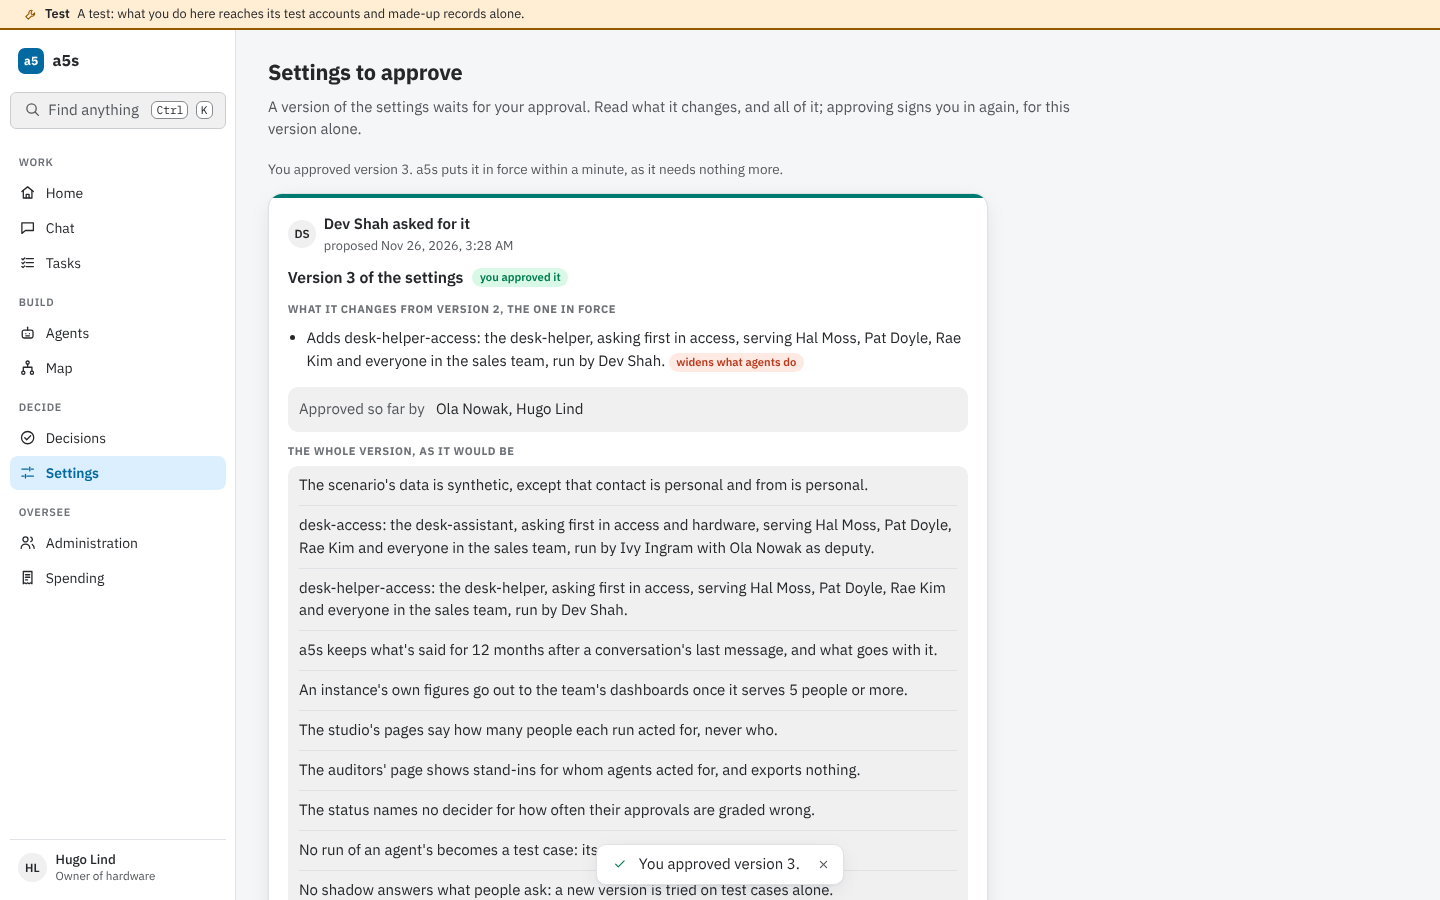 Test A test: what you do here reaches its test accounts and made-up records alone.
a5 a5s
Find anything Ctrl K
WORK
Home
Chat
Tasks
BUILD
Agents
Map
DECIDE
Decisions
Settings
OVERSEE
Administration
Spending
HL Hugo Lind
Owner of hardware
Settings to approve
A version of the settings waits for your approval. Read what it changes, and all of it; approving signs you in again, for this
version alone.
You approved version 3. a5s puts it in force within a minute, as it needs nothing more.
DS Dev Shah asked for it
proposed Nov 26, 2026, 3:28 AM
Version 3 of the settings you approved it
WHAT IT CHANGES FROM VERSION 2, THE ONE IN FORCE
• Adds desk-helper-access: the desk-helper, asking first in access, serving Hal Moss, Pat Doyle, Rae
Kim and everyone in the sales team, run by Dev Shah. widens what agents do
Approved so far by Ola Nowak, Hugo Lind
THE WHOLE VERSION, AS IT WOULD BE
The scenario's data is synthetic, except that contact is personal and from is personal.
desk-access: the desk-assistant, asking first in access and hardware, serving Hal Moss, Pat Doyle,
Rae Kim and everyone in the sales team, run by Ivy Ingram with Ola Nowak as deputy.
desk-helper-access: the desk-helper, asking first in access, serving Hal Moss, Pat Doyle, Rae Kim
and everyone in the sales team, run by Dev Shah.
a5s keeps what's said for 12 months after a conversation's last message, and what goes with it.
An instance's own figures go out to the team's dashboards once it serves 5 people or more.
The studio's pages say how many people each run acted for, never who.
The auditors' page shows stand-ins for whom agents acted for, and exports nothing.
The status names no decider for how often their approvals are graded wrong.
No run of an agent's becomes a test case: its
You approved version 3.
No shadow answers what people ask: a new version is tried on test cases alone.